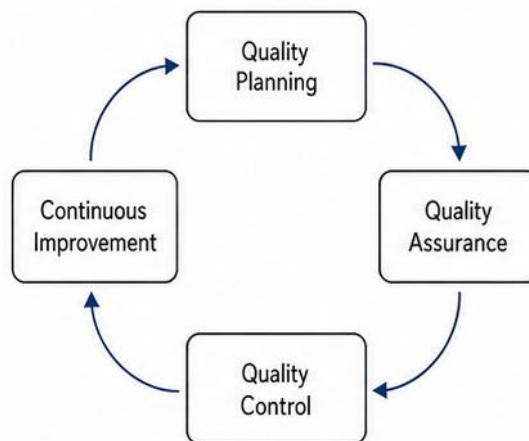 Quality
Planning
Quality
Assurance
Quality
Control
Continuous
Improvement